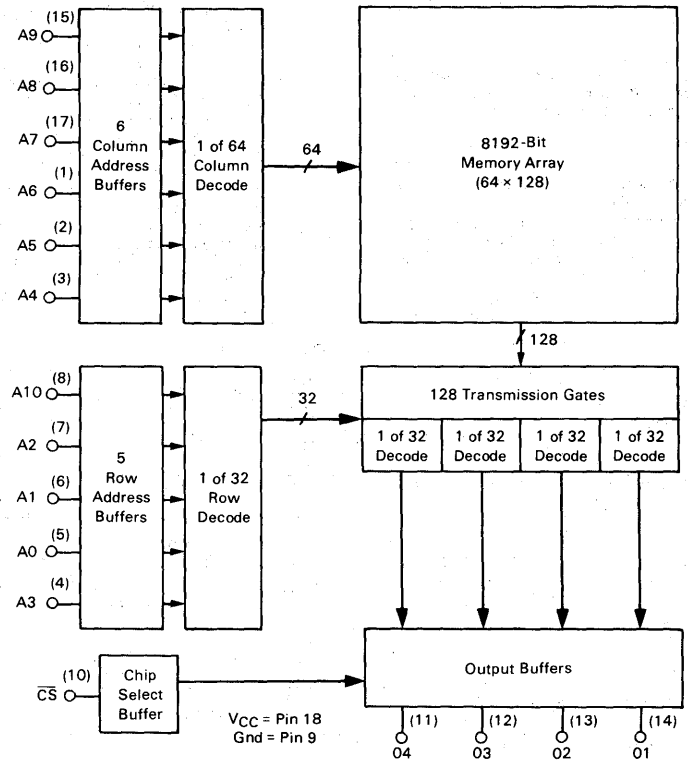 (15)
A9
(16)
A8
(17)
A7
(1)
A6
(2)
A5
(3)
A4
6
Column
Address
Buffers
1 of 64
Column
Decode
64
8192-Bit
Memory Array
(64 × 128)
128
(8)
A10
(7)
A2
(6)
A1
(5)
A0
(4)
A3
5
Row
Address
Buffers
1 of 32
Row
Decode
32
128 Transmission Gates
1 of 32
Decode
1 of 32
Decode
1 of 32
Decode
1 of 32
Decode
(10)
C̅S̅
Chip
Select
Buffer
VCC = Pin 18
Gnd = Pin 9
Output Buffers
(11)
04
(12)
03
(13)
02
(14)
01